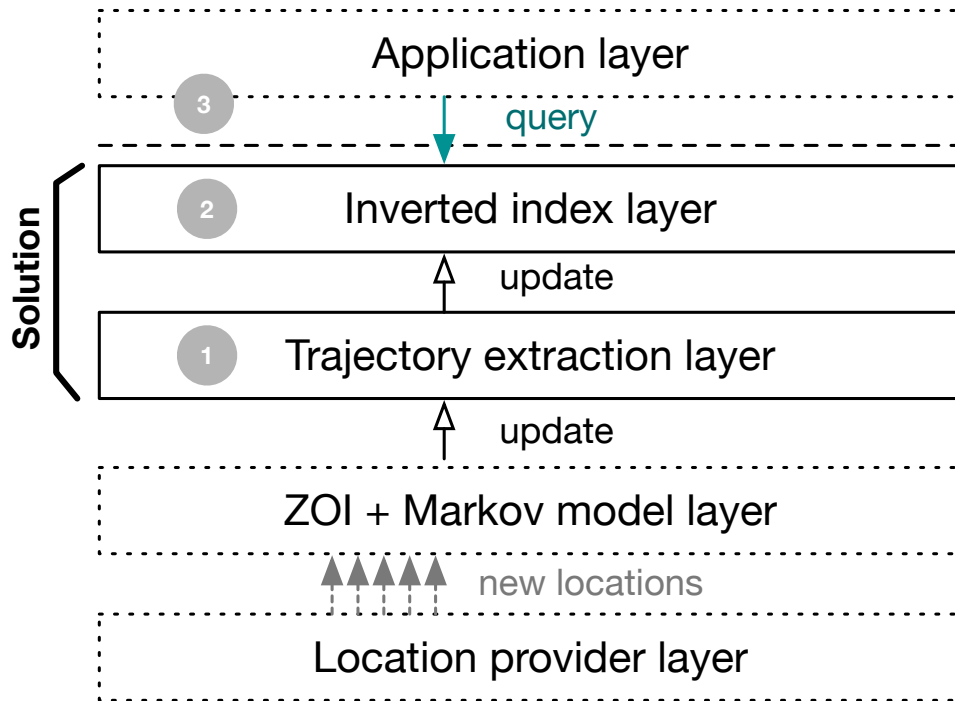 Application layer
3
query
2
Inverted index layer
Solution
update
1
Trajectory extraction layer
update
ZOI + Markov model layer
new locations
Location provider layer